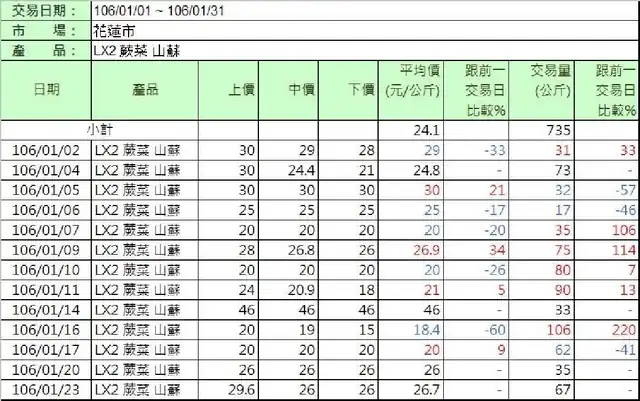 交易日期： 106/01/01 ~ 106/01/31
市 場： 花蓮市
產 品： LX2 蕨菜 山蘇
日期 產品 上價 中價 下價 平均價(元/公斤) 跟前一交易日比較% 交易量(公斤) 跟前一交易日比較%
小計 24.1 735
106/01/02 LX2 蕨菜 山蘇 30 29 28 29 -33 31 33
106/01/04 LX2 蕨菜 山蘇 30 24.4 21 24.8 - 73 -
106/01/05 LX2 蕨菜 山蘇 30 30 30 30 21 32 -57
106/01/06 LX2 蕨菜 山蘇 25 25 25 25 -17 17 -46
106/01/07 LX2 蕨菜 山蘇 20 20 20 20 -20 35 106
106/01/09 LX2 蕨菜 山蘇 28 26.8 26 26.9 34 75 114
106/01/10 LX2 蕨菜 山蘇 20 20 20 20 -26 80 7
106/01/11 LX2 蕨菜 山蘇 24 20.9 18 21 5 90 13
106/01/14 LX2 蕨菜 山蘇 46 46 46 46 - 33 -
106/01/16 LX2 蕨菜 山蘇 20 19 15 18.4 -60 106 220
106/01/17 LX2 蕨菜 山蘇 20 20 20 20 9 62 -41
106/01/20 LX2 蕨菜 山蘇 26 26 26 26 - 35 -
106/01/23 LX2 蕨菜 山蘇 29.6 26 26 26.7 - 67 -